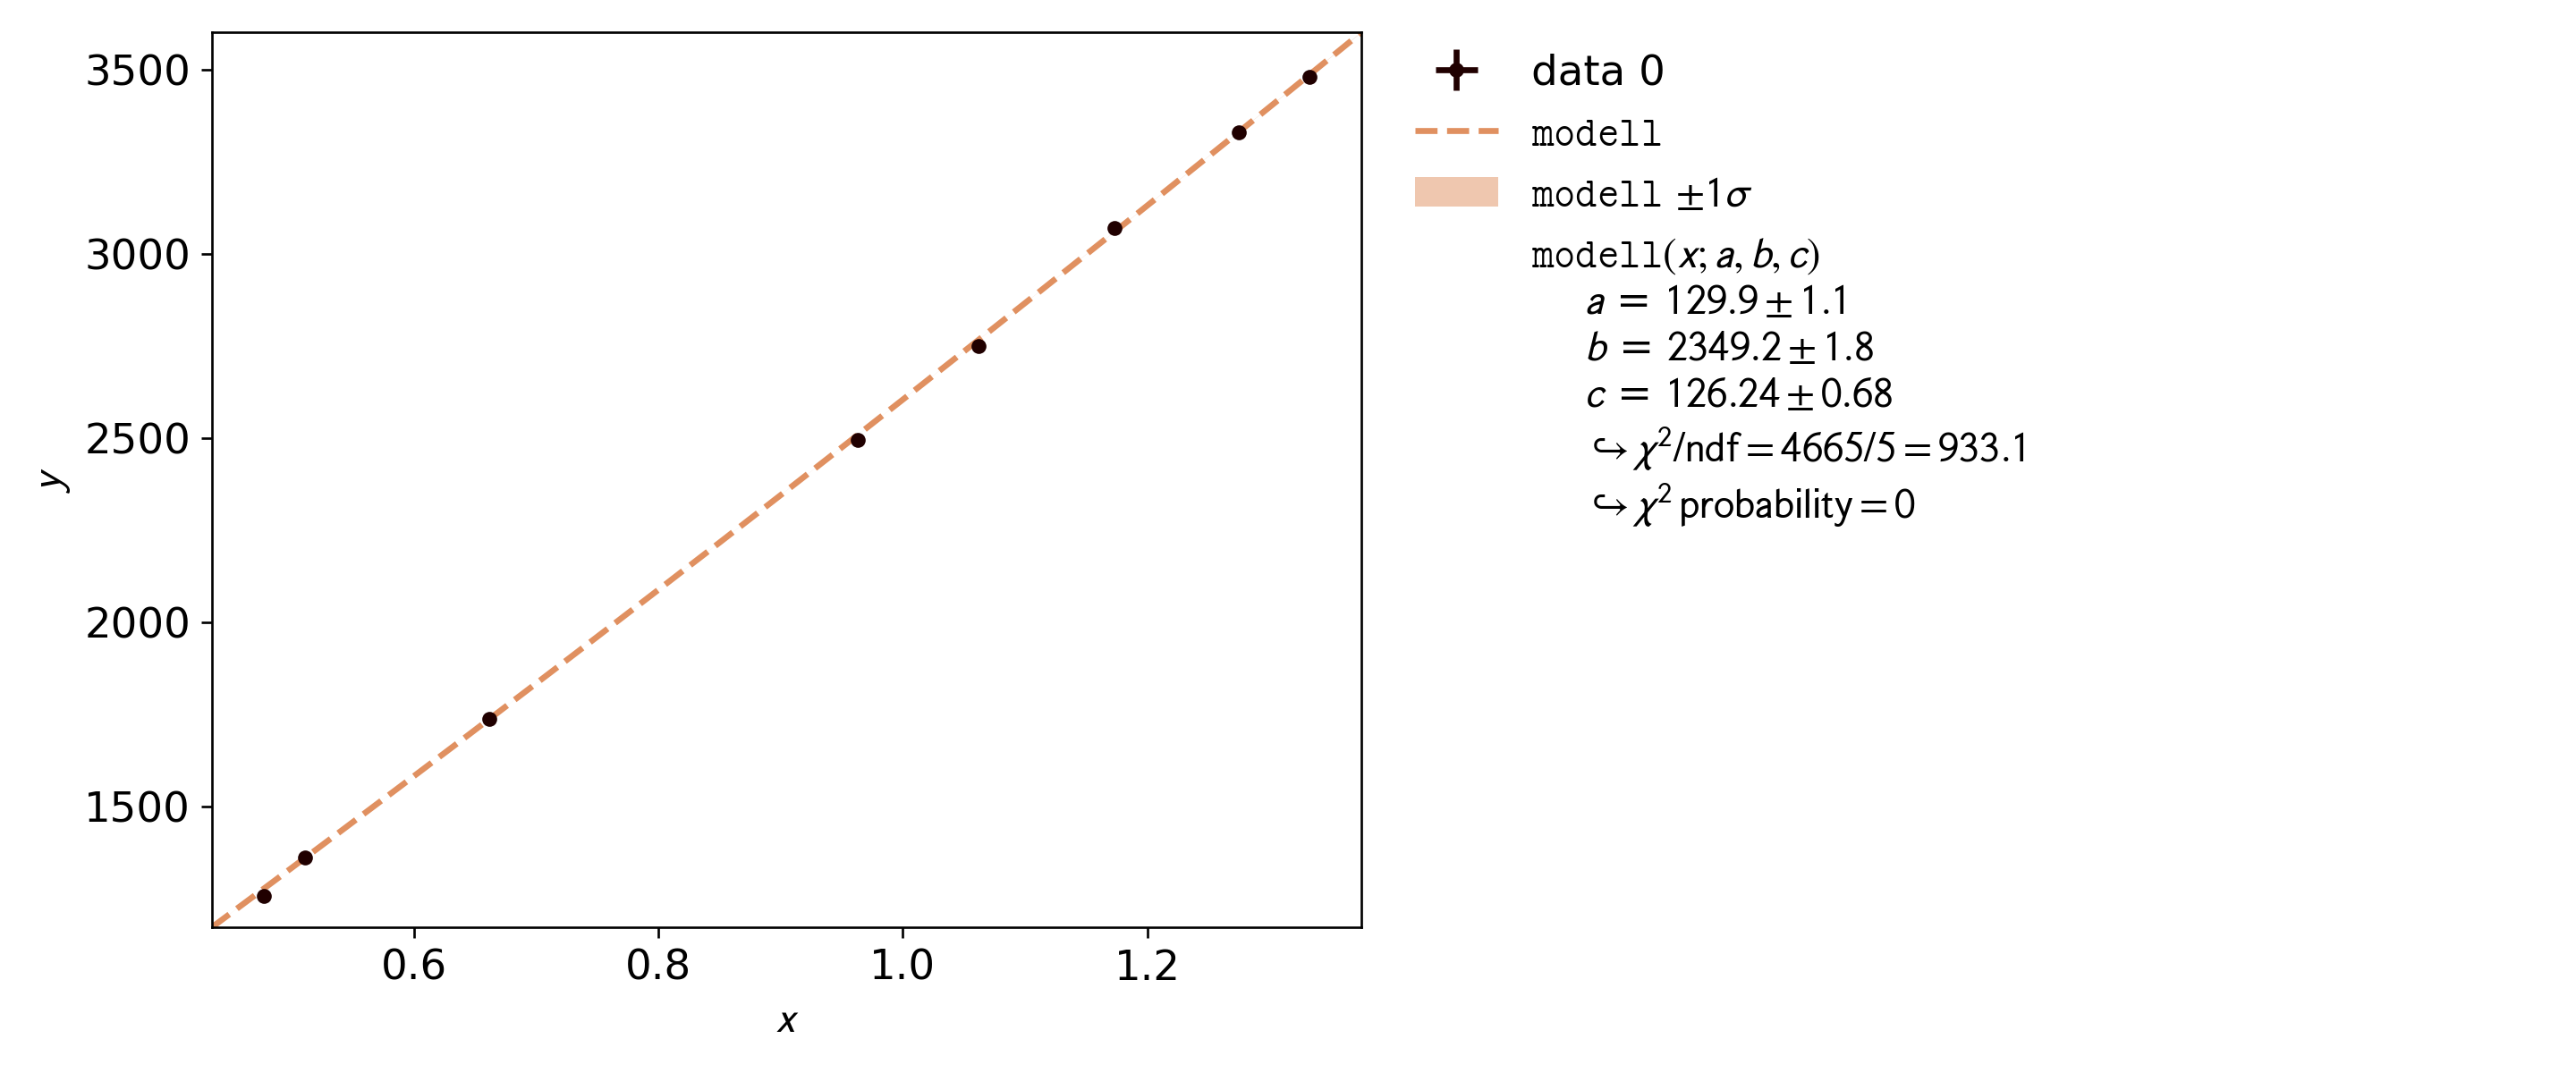 3500
3000
2500
2000
1500
y
0.6 0.8 1.0 1.2
x
data 0
modell
modell ±1σ
modell(x; a, b, c)
a = 129.9 ± 1.1
b = 2349.2 ± 1.8
c = 126.24 ± 0.68
↪ χ²/ndf = 4665/5 = 933.1
↪ χ² probability = 0